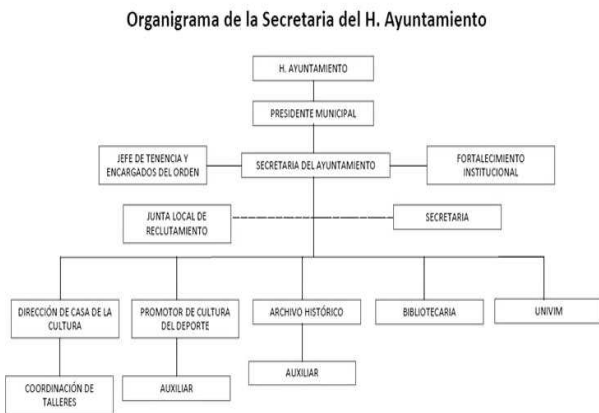 Organigrama de la Secretaria del H. Ayuntamiento
H. AYUNTAMIENTO
PRESIDENTE MUNICIPAL
JEFE DE TENENCIA Y
ENCARGADOS DEL ORDEN
SECRETARIA DEL AYUNTAMIENTO
FORTALECIMIENTO
INSTITUCIONAL
JUNTA LOCAL DE
RECLUTAMIENTO
SECRETARIA
DIRECCIÓN DE CASA DE LA
CULTURA
PROMOTOR DE CULTURA
DEL DEPORTE
ARCHIVO HISTÓRICO
BIBLIOTECARIA
UNIVIM
COORDINACIÓN DE
TALLERES
AUXILIAR
AUXILIAR